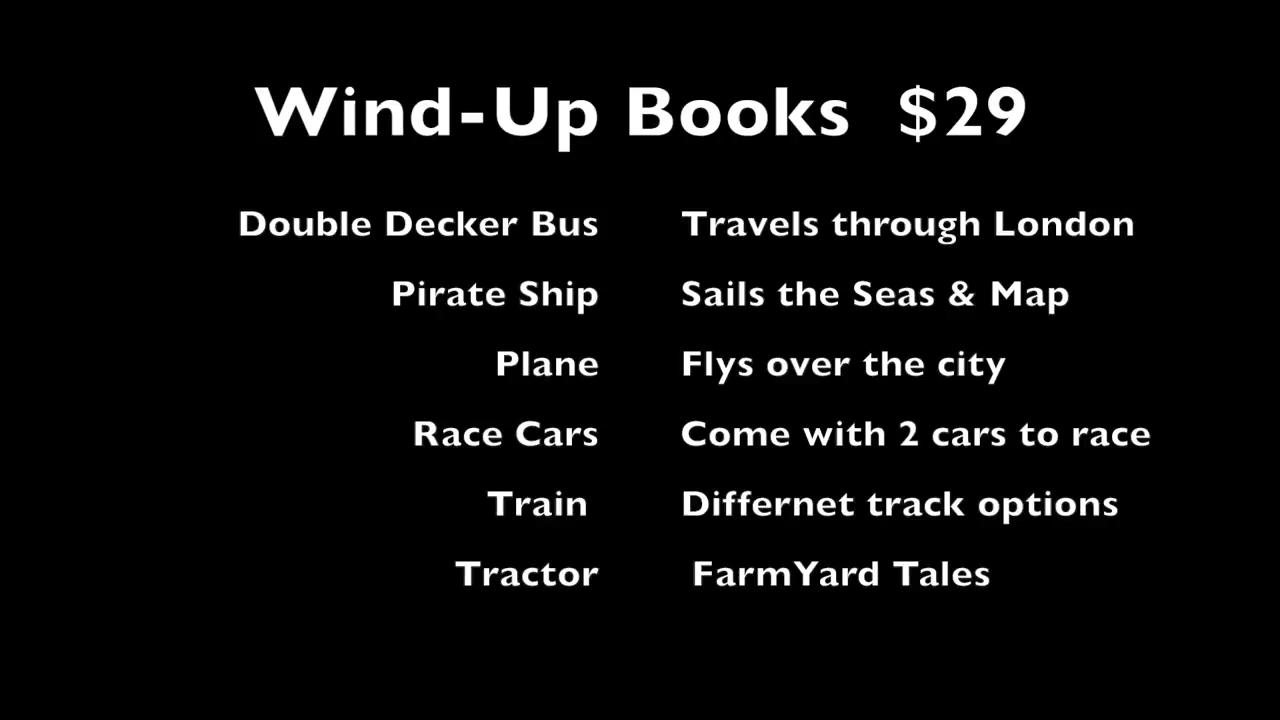 Wind-Up Books $29
Double Decker Bus Travels through London
Pirate Ship Sails the Seas & Map
Plane Flys over the city
Race Cars Come with 2 cars to race
Train Differnet track options
Tractor FarmYard Tales